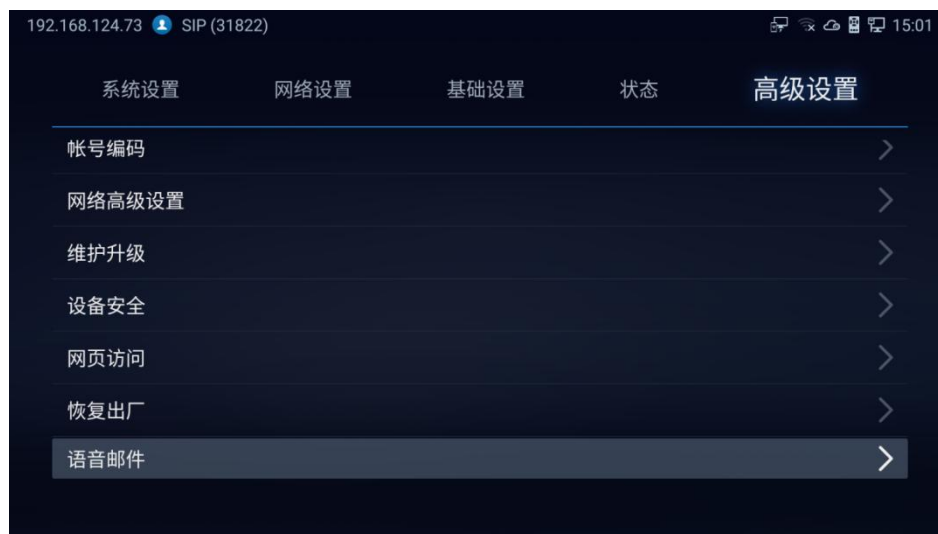 192.168.124.73 SIP (31822) 15:01
系统设置 网络设置 基础设置 状态 高级设置
帐号编码
网络高级设置
维护升级
设备安全
网页访问
恢复出厂
语音邮件